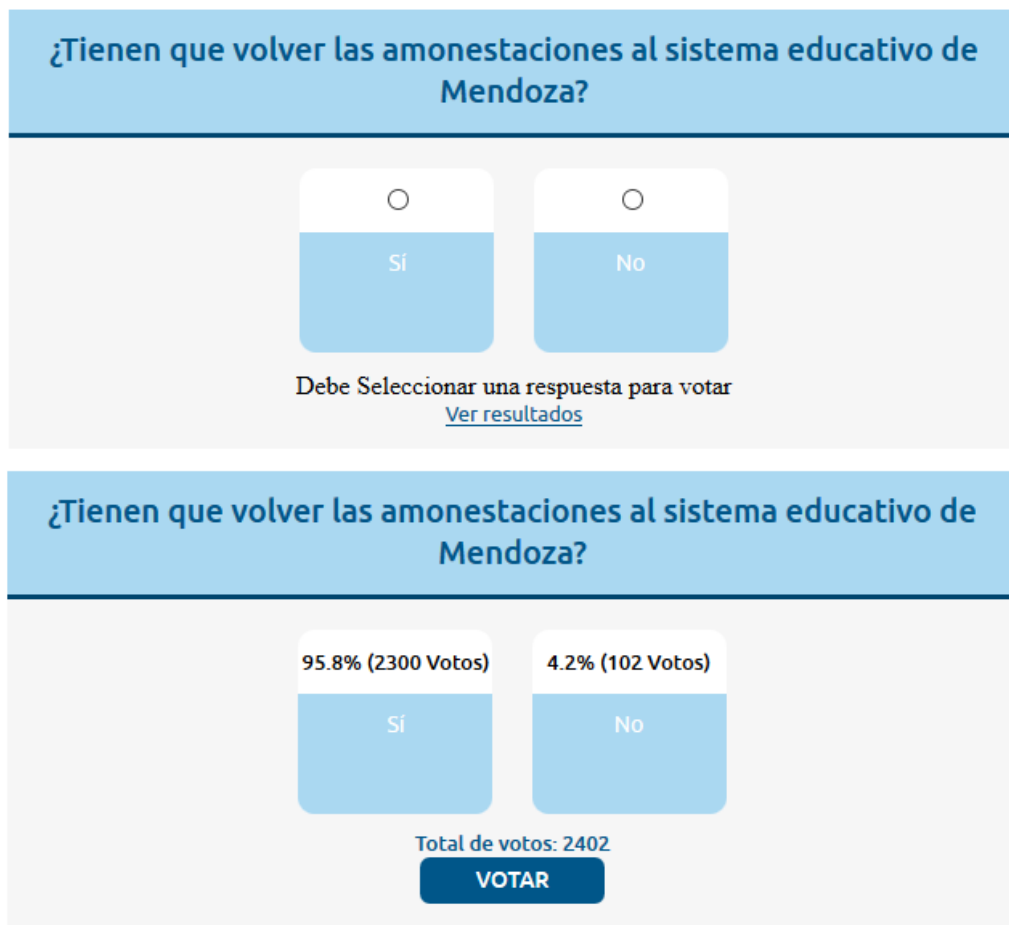 ¿Tienen que volver las amonestaciones al sistema educativo de
Mendoza?
Sí
No
Debe Seleccionar una respuesta para votar
Ver resultados
¿Tienen que volver las amonestaciones al sistema educativo de
Mendoza?
95.8% (2300 Votos)
4.2% (102 Votos)
Sí
No
Total de votos: 2402
VOTAR